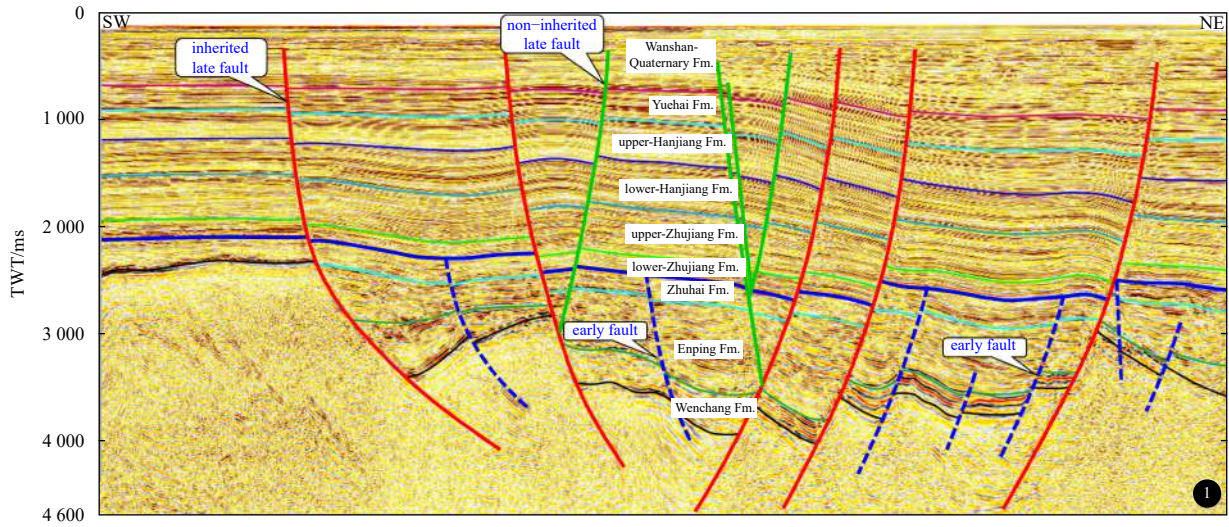 0
SW
NE
inherited
late fault
non−inherited
late fault
Wanshan-
Quaternary Fm.
Yuehai Fm.
1 000
upper-Hanjiang Fm.
lower-Hanjiang Fm.
2 000
upper-Zhujiang Fm.
lower-Zhujiang Fm.
Zhuhai Fm.
TWT/ms
3 000
early fault
Enping Fm.
early fault
Wenchang Fm.
4 000
1
4 600